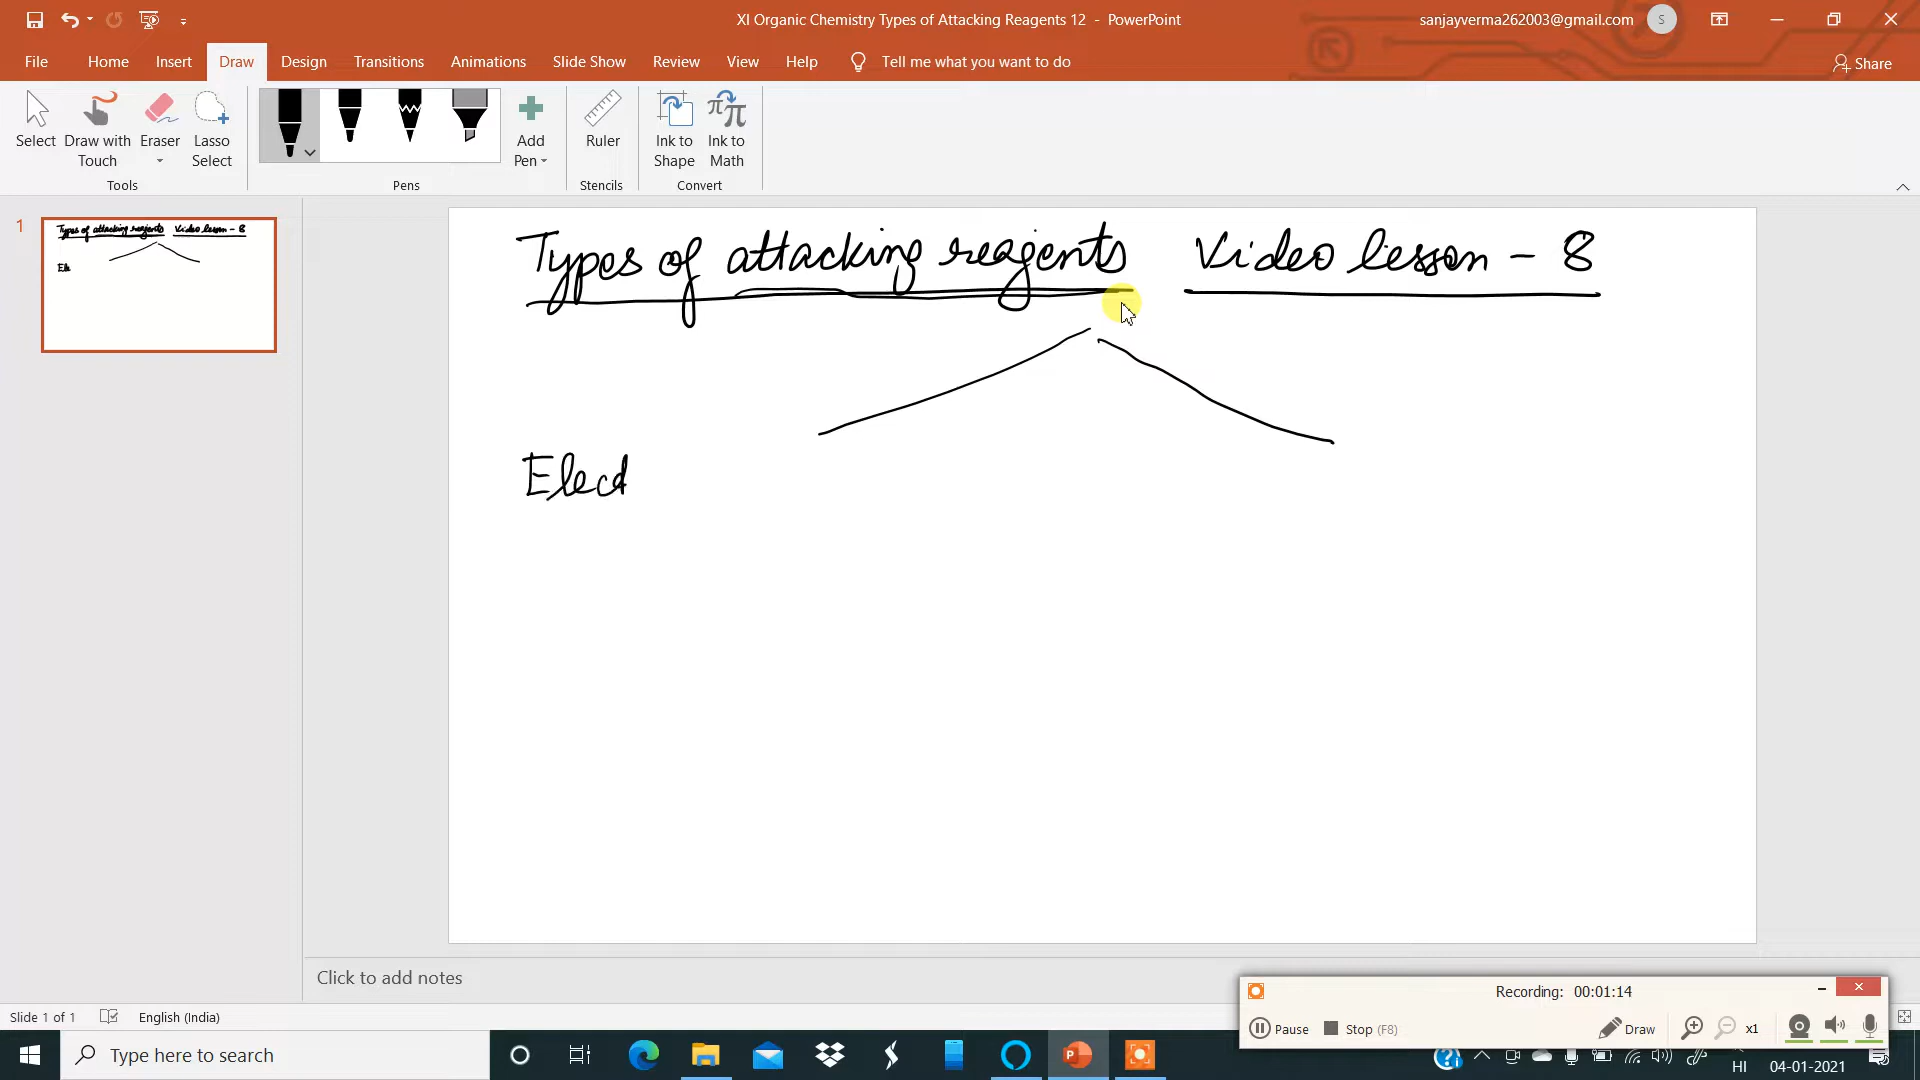 XI Organic Chemistry Types of Attacking Reagents 12 - PowerPoint
sanjayverma262003@gmail.com S
File Home Insert Draw Design Transitions Animations Slide Show Review View Help Tell me what you want to do
Share
Select Draw with Touch Eraser Lasso Select
Add Pen
Ruler
Ink to Shape Ink to Math
Tools Pens Stencils Convert
1
Types of attacking reagents Video lesson - 8
Elect
Click to add notes
Recording: 00:01:14
Pause Stop (F8) Draw x1
Slide 1 of 1 English (India)
Type here to search
HI 04-01-2021